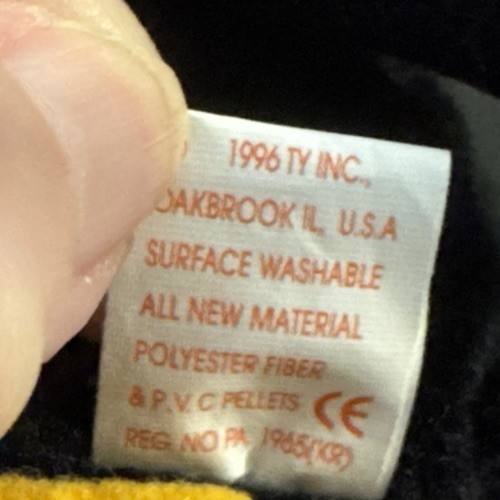 1996 TY INC.,
OAKBROOK IL, U.S.A
SURFACE WASHABLE
ALL NEW MATERIAL
POLYESTER FIBER
& P.V.C PELLETS CE
REG. NO PA. 1965(KR)